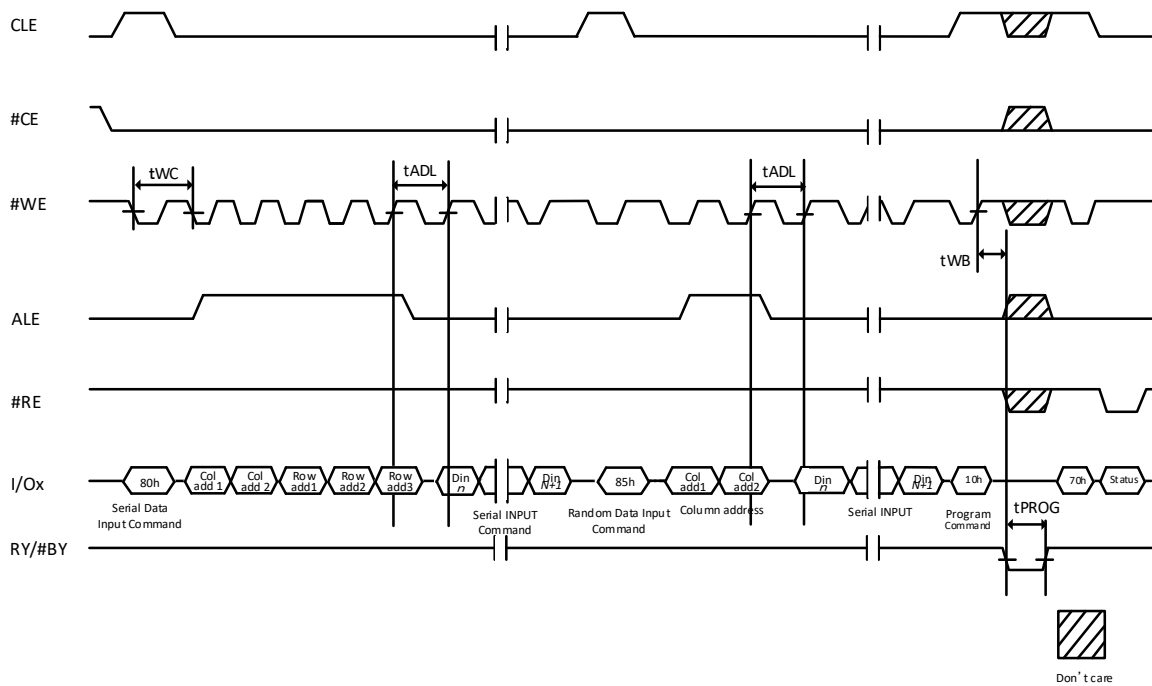 CLE
#CE
tWC
tADL
tADL
#WE
tWB
ALE
#RE
I/Ox
80h
Col
add 1
Col
add 2
Row
add1
Row
add2
Row
add3
Din
n
Din
N+1
85h
Col
add1
Col
add2
Din
n
Din
N+1
10h
70h
Status
Serial Data
Input Command
Serial INPUT
Command
Random Data Input
Command
Column address
Serial INPUT
Program
Command
tPROG
RY/#BY
Don't care